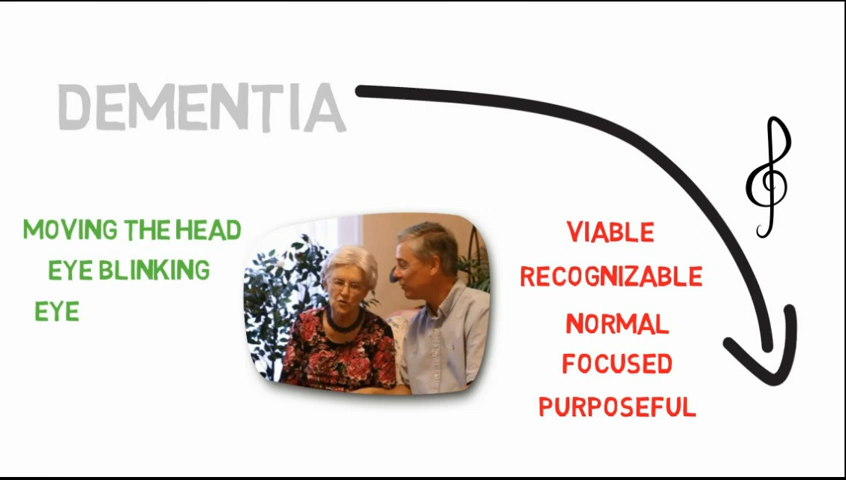 DEMENTIA
MOVING THE HEAD
EYE BLINKING
EYE
VIABLE
RECOGNIZABLE
NORMAL
FOCUSED
PURPOSEFUL